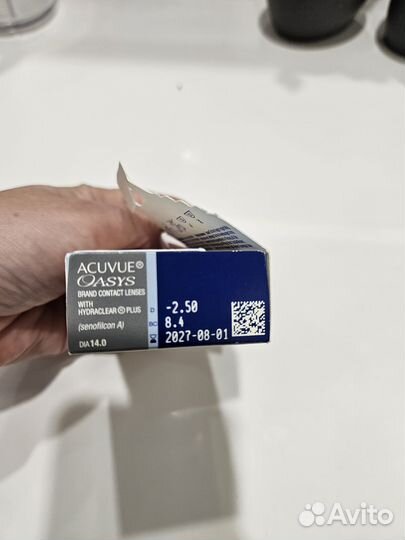 ACUVUE®
OASYS
BRAND CONTACT LENSES
WITH
HYDRACLEAR® PLUS
(senofilcon A)
DIA 14.0
D -2.50
BC 8.4
2027-08-01
Avito